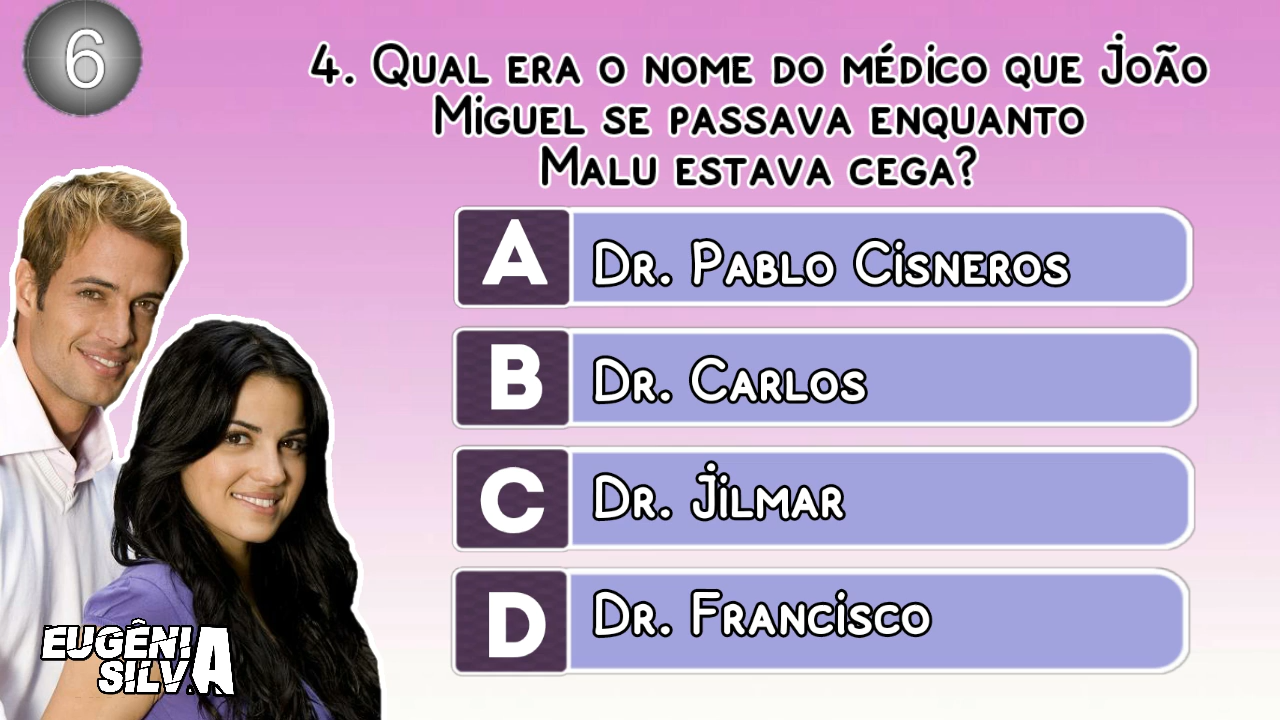 6
4. Qual era o nome do médico que João
Miguel se passava enquanto
Malu estava cega?
A Dr. Pablo Cisneros
B Dr. Carlos
C Dr. Jilmar
D Dr. Francisco
EUGÊNIA
SILVA